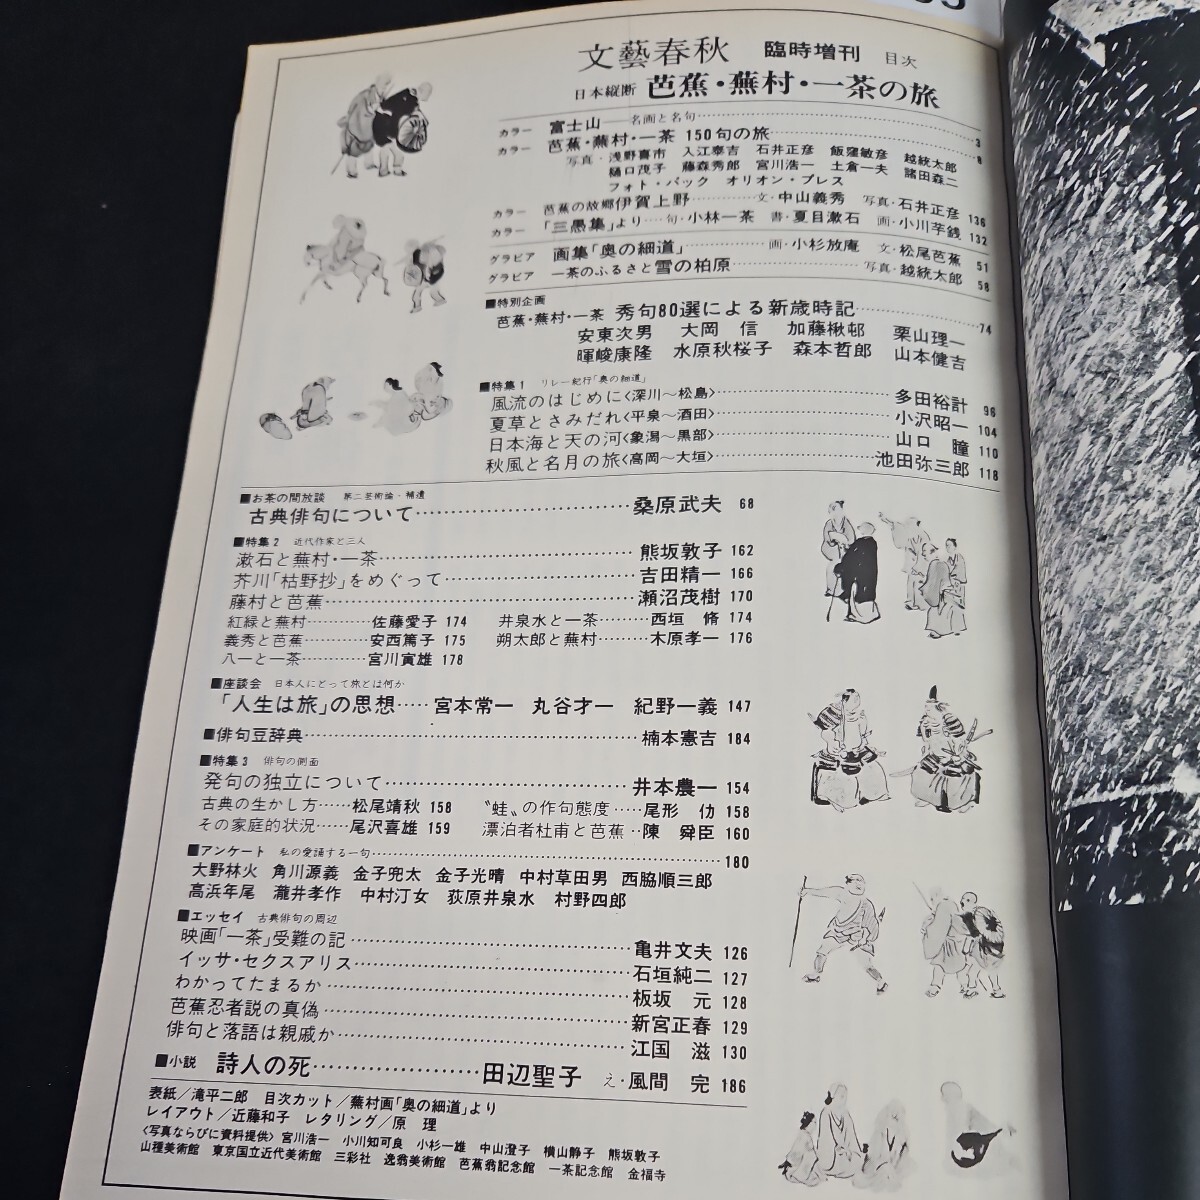 文藝春秋 臨時増刊 目次
日本縦断 芭蕉・蕪村・一茶の旅
カラー 富士山——名画と名句 3
カラー 芭蕉・蕪村・一茶 150句の旅 8
写真・浅野喜市 入江泰吉 石井正彦 飯窪敏彦 越統太郎
樋口茂子 藤森秀郎 宮川浩一 土倉一夫 諸田森二
フォト・パック オリオン・プレス
カラー 芭蕉の故郷伊賀上野 文・中山義秀 写真・石井正彦 136
カラー 「三愚集」より 句・小林一茶 書・夏目漱石 画・小川芋銭 132
グラビア 画集「奥の細道」 画・小杉放庵 文・松尾芭蕉 51
グラビア 一茶のふるさと雪の柏原 写真・越統太郎 58
■特別企画
芭蕉・蕪村・一茶 秀句80選による新歳時記 74
安東次男 大岡 信 加藤楸邨 栗山理一
暉峻康隆 水原秋桜子 森本哲郎 山本健吉
■特集1 リレー紀行「奥の細道」
風流のはじめに〈深川〜松島〉 多田裕計 96
夏草とさみだれ〈平泉〜酒田〉 小沢昭一 104
日本海と天の河〈象潟〜黒部〉 山口 瞳 110
秋風と名月の旅〈高岡〜大垣〉 池田弥三郎 118
■お茶の間放談 第二芸術論・補遺
古典俳句について 桑原武夫 68
■特集2 近代作家と三人
漱石と蕪村・一茶 熊坂敦子 162
芥川「枯野抄」をめぐって 吉田精一 166
藤村と芭蕉 瀬沼茂樹 170
紅緑と蕪村 佐藤愛子 174 井泉水と一茶 西垣 脩 174
義秀と芭蕉 安西篤子 175 朔太郎と蕪村 木原孝一 176
八一と一茶 宮川寅雄 178
■座談会 日本人にとって旅とは何か
「人生は旅」の思想 宮本常一 丸谷才一 紀野一義 147
■俳句豆辞典 楠本憲吉 184
■特集3 俳句の側面
発句の独立について 井本農一 154
古典の生かし方 松尾靖秋 158 〝蛙〟の作句態度 尾形 仂 158
その家庭的状況 尾沢喜雄 159 漂泊者杜甫と芭蕉 陳 舜臣 160
■アンケート 私の愛誦する一句 180
大野林火 角川源義 金子兜太 金子光晴 中村草田男 西脇順三郎
高浜年尾 瀧井孝作 中村汀女 荻原井泉水 村野四郎
■エッセイ 古典俳句の周辺
映画「一茶」受難の記 亀井文夫 126
イッサ・セクスアリス 石垣純二 127
わかってたまるか 板坂 元 128
芭蕉忍者説の真偽 新宮正春 129
俳句と落語は親戚か 江国 滋 130
■小説 詩人の死 田辺聖子 え・風間 完 186
表紙／滝平二郎 目次カット／蕪村画「奥の細道」より
レイアウト／近藤和子 レタリング／原 理
〈写真ならびに資料提供〉宮川浩一 小川知可良 小杉一雄 中山澄子 横山静子 熊坂敦子
山種美術館 東京国立近代美術館 三彩社 逸翁美術館 芭蕉翁記念館 一茶記念館 金福寺